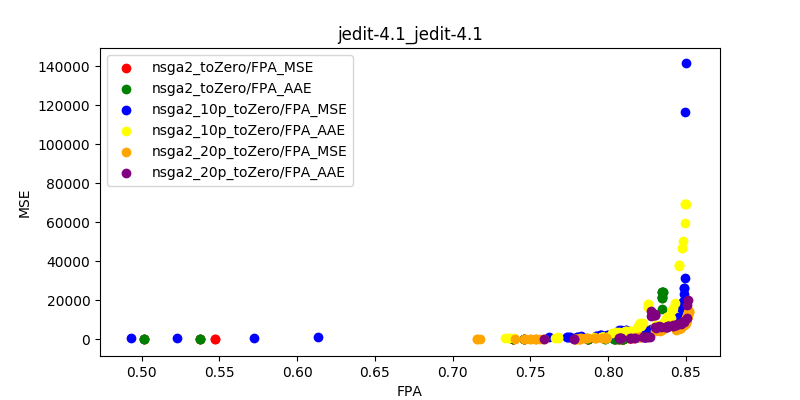 jedit-4.1_jedit-4.1
nsga2_toZero/FPA_MSE
nsga2_toZero/FPA_AAE
nsga2_10p_toZero/FPA_MSE
nsga2_10p_toZero/FPA_AAE
nsga2_20p_toZero/FPA_MSE
nsga2_20p_toZero/FPA_AAE
MSE
140000
120000
100000
80000
60000
40000
20000
0
0.50 0.55 0.60 0.65 0.70 0.75 0.80 0.85
FPA